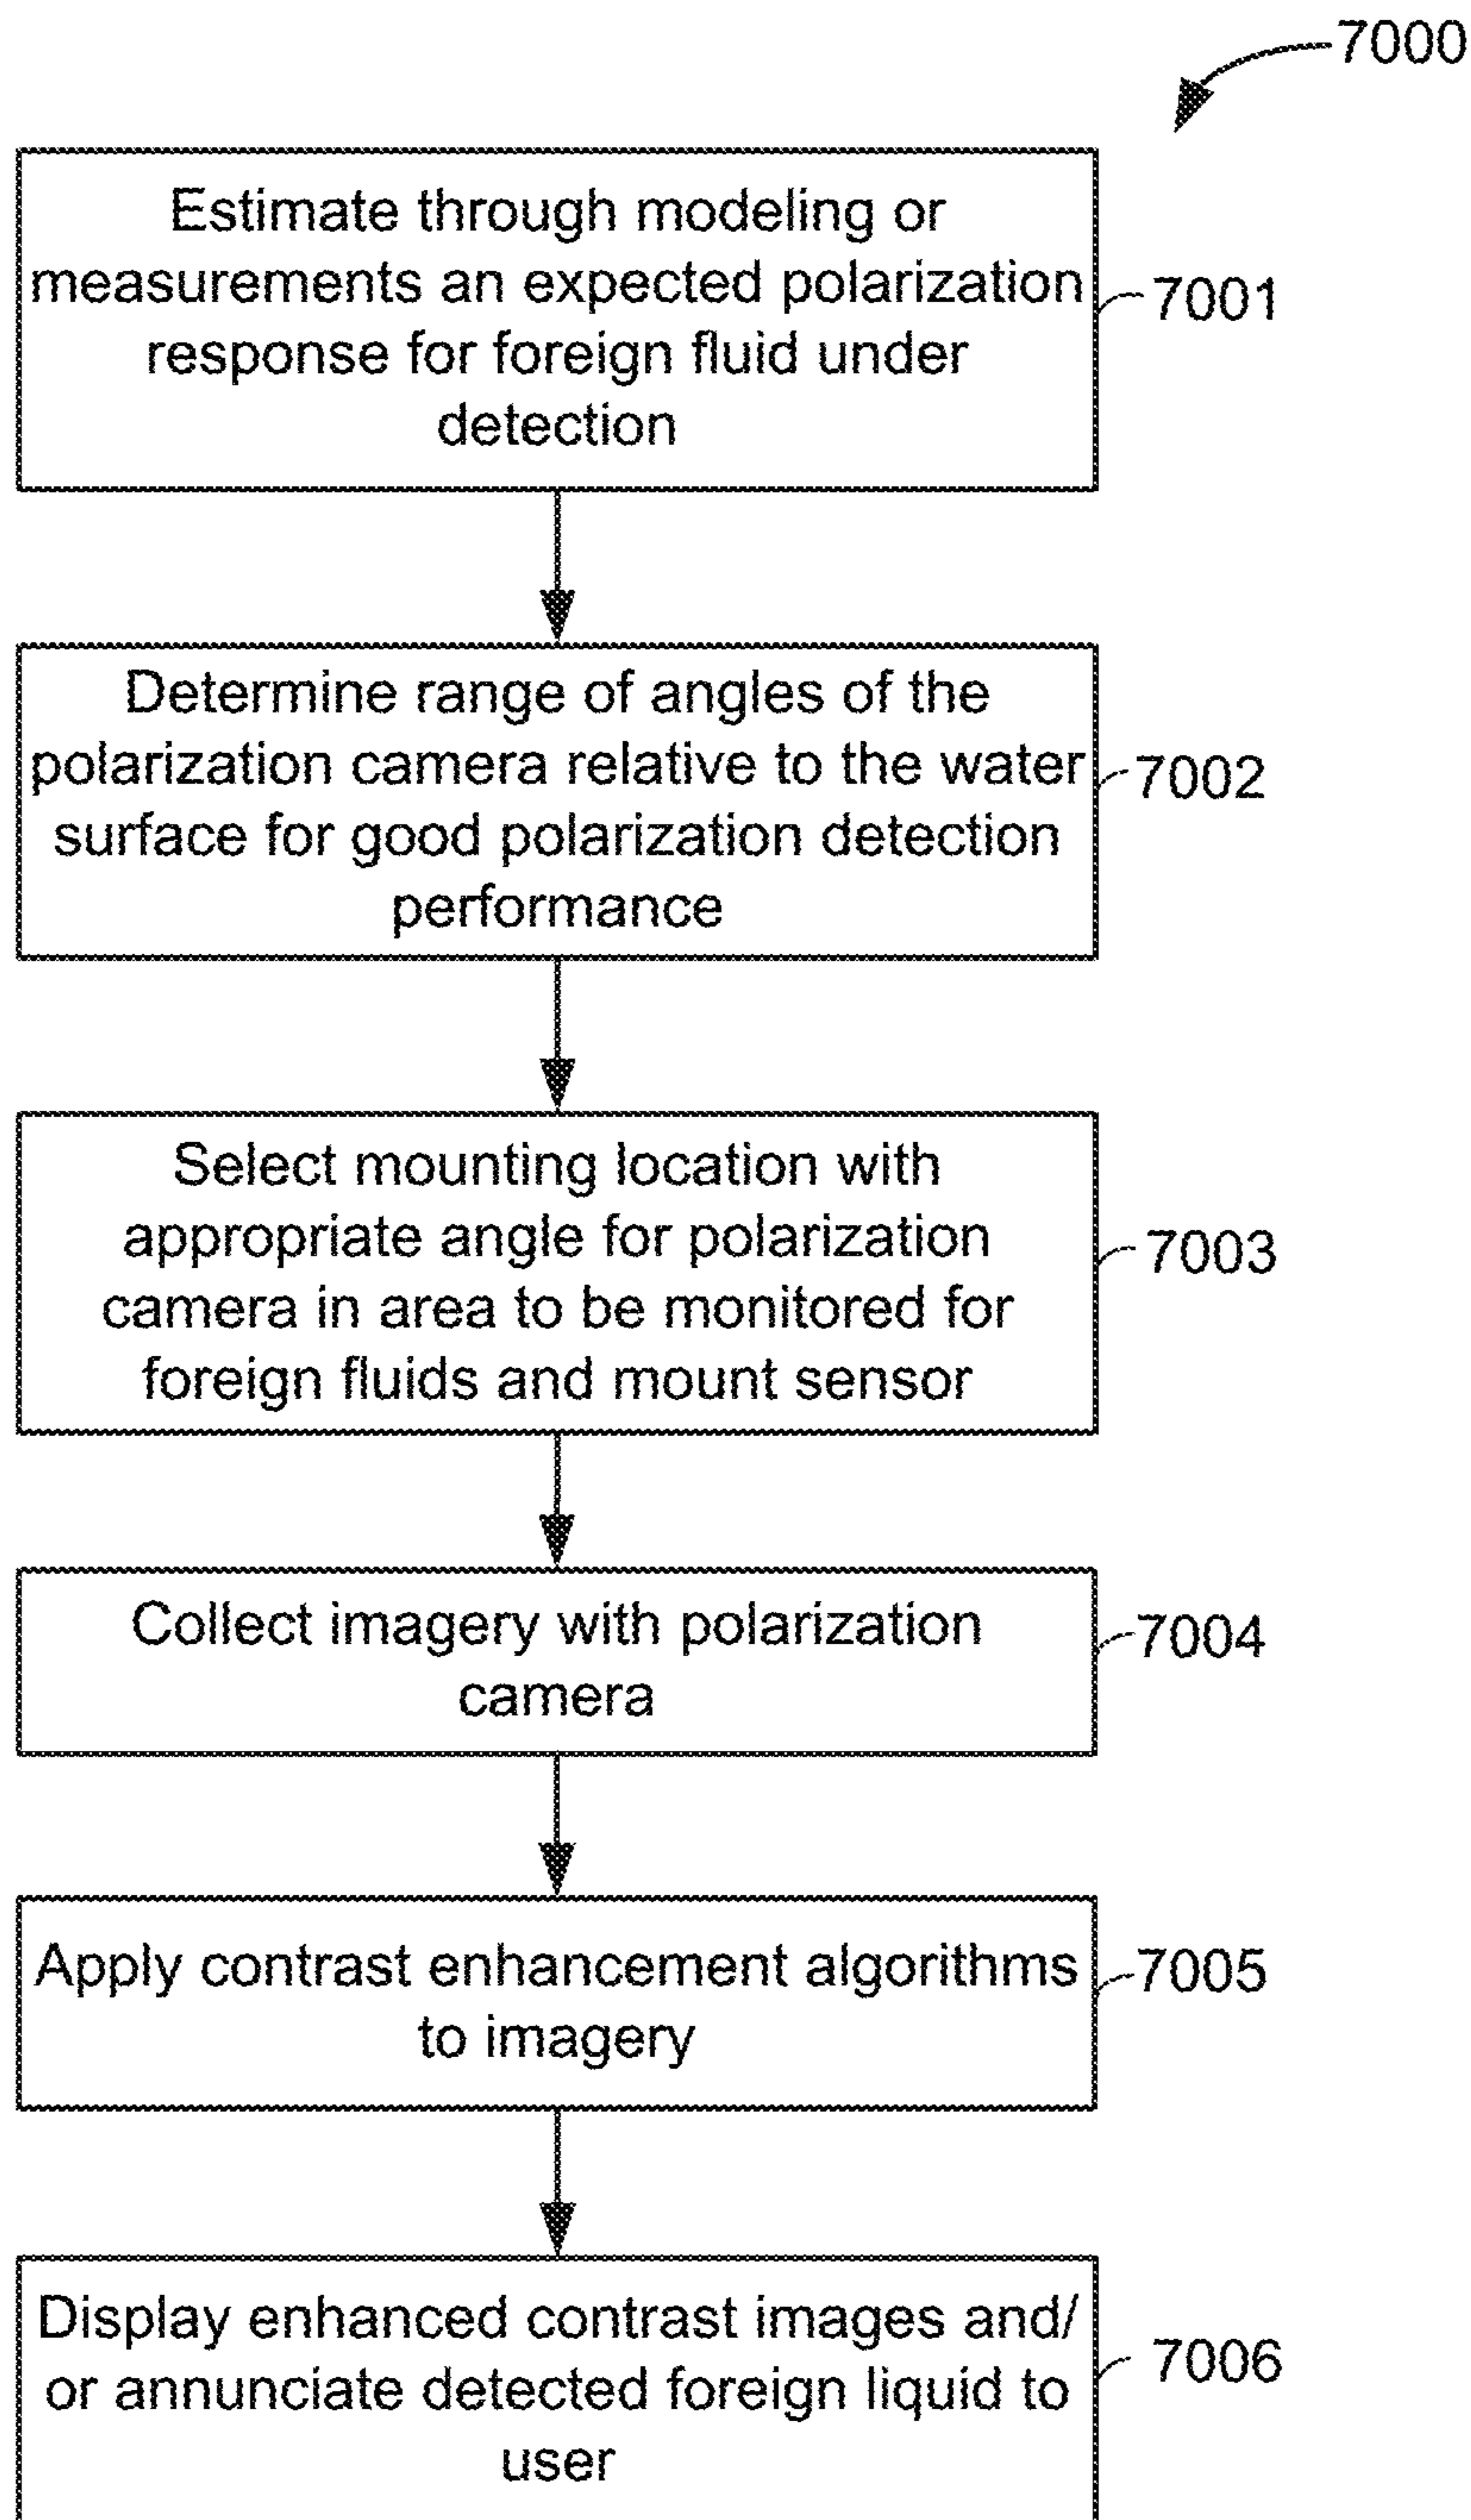 7000
Estimate through modeling or
measurements an expected polarization
response for foreign fluid under
detection
7001
Determine range of angles of the
polarization camera relative to the water
surface for good polarization detection
performance
7002
Select mounting location with
appropriate angle for polarization
camera in area to be monitored for
foreign fluids and mount sensor
7003
Collect imagery with polarization
camera
7004
Apply contrast enhancement algorithms
to imagery
7005
Display enhanced contrast images and/
or annunciate detected foreign liquid to
user
7006